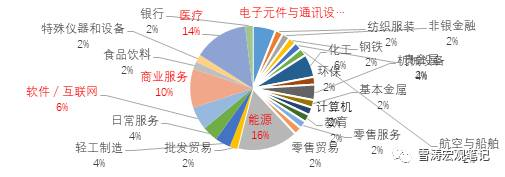 银行
2%
医疗
14%
电子元件与通讯设…
特殊仪器和设备
2%
纺织服装
2%
非银金融
2%
食品饮料
2%
化工
6%
钢铁
2%
商业服务
10%
环保
2%
软件 / 互联网
6%
基本金属
2%
计算机
2%
日常服务
4%
能源
16%
教育
2%
轻工制造
4%
批发贸易
2%
零售贸易
2%
零售服务
2%
航空与船舶
雪涛宏观笔记